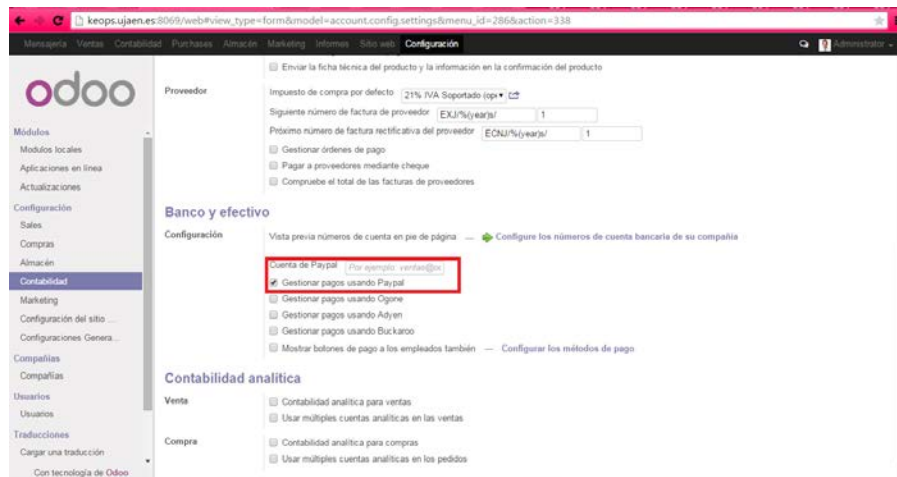 keops.ujaen.es:8069/web#view_type=form&model=account.config.settings&menu_id=286&action=338
Mensajería Ventas Contabilidad Purchases Almacén Marketing Informes Sitio web Configuración Administrator
odoo
Módulos
Modulos locales
Aplicaciones en línea
Actualizaciones
Configuración
Sales
Compras
Almacén
Contabilidad
Marketing
Configuración del sitio ...
Configuraciones Genera...
Compañías
Compañías
Usuarios
Usuarios
Traducciones
Cargar una traducción
Con tecnología de Odoo
Enviar la ficha técnica del producto y la información en la confirmación del producto
Proveedor
Impuesto de compra por defecto 21% IVA Soportado (ope
Siguiente número de factura de proveedor EXJ/%(year)s/ 1
Próximo número de factura rectificativa del proveedor ECNJ/%(year)s/ 1
Gestionar órdenes de pago
Pagar a proveedores mediante cheque
Compruebe el total de las facturas de proveedores
Banco y efectivo
Configuración
Vista previa números de cuenta en pie de página — Configure los números de cuenta bancaria de su compañía
Cuenta de Paypal Por ejemplo: ventas@ox
Gestionar pagos usando Paypal
Gestionar pagos usando Ogone
Gestionar pagos usando Adyen
Gestionar pagos usando Buckaroo
Mostrar botones de pago a los empleados también — Configurar los métodos de pago
Contabilidad analítica
Venta
Contabilidad analítica para ventas
Usar múltiples cuentas analíticas en las ventas
Compra
Contabilidad analítica para compras
Usar múltiples cuentas analíticas en los pedidos